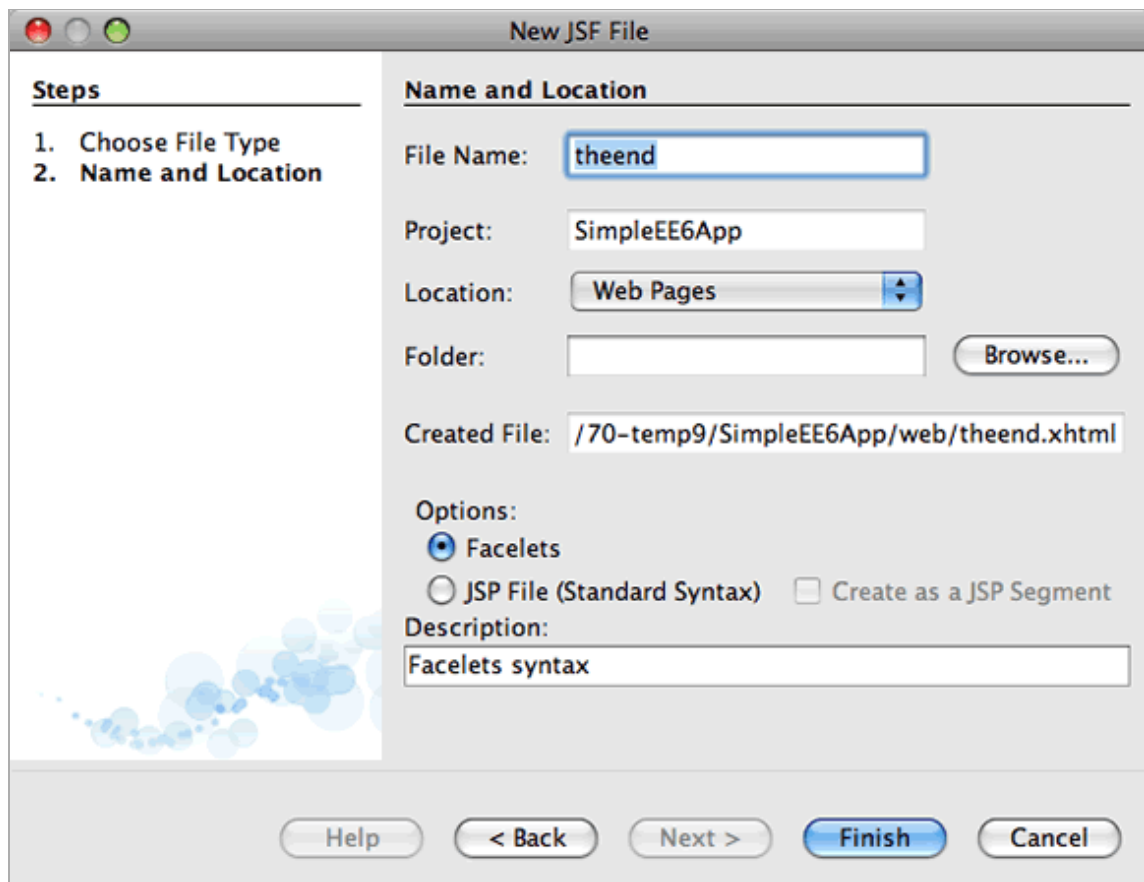 New JSF File
Steps
1. Choose File Type
2. Name and Location
Name and Location
File Name: theend
Project: SimpleEE6App
Location: Web Pages
Folder: Browse...
Created File: /70-temp9/SimpleEE6App/web/theend.xhtml
Options:
Facelets
JSP File (Standard Syntax) Create as a JSP Segment
Description:
Facelets syntax
Help < Back Next > Finish Cancel